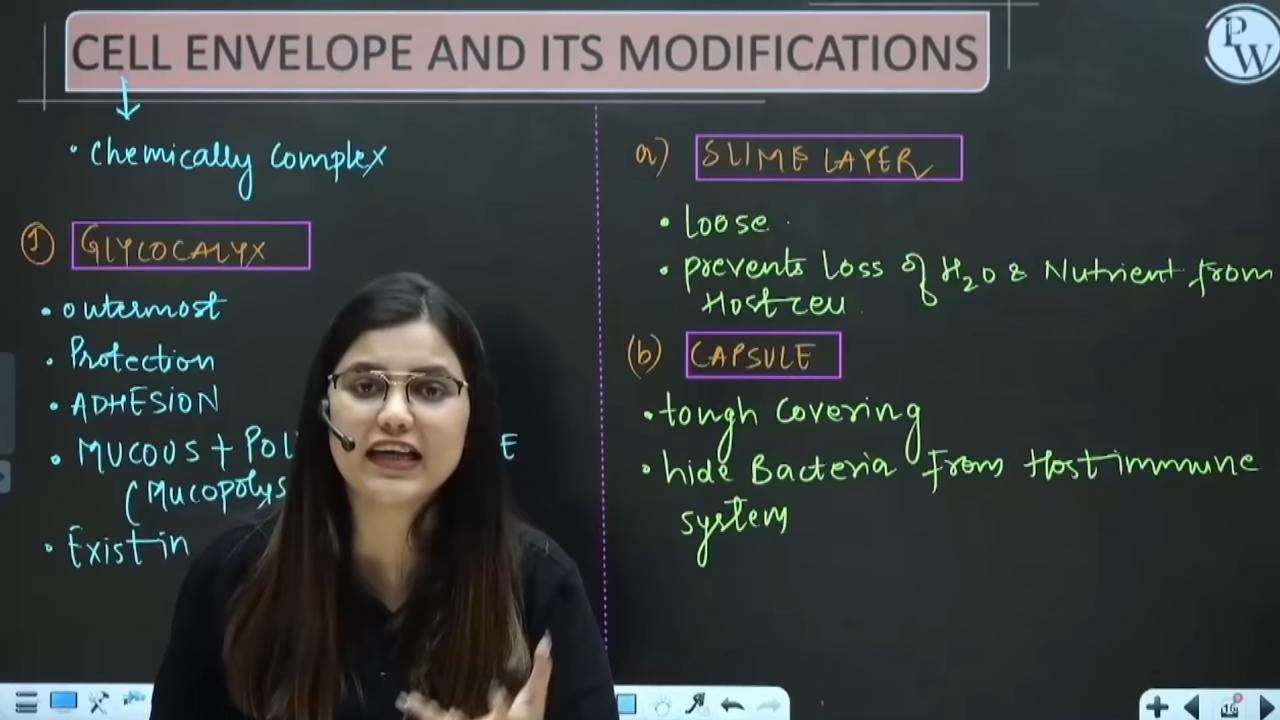 CELL ENVELOPE AND ITS MODIFICATIONS
PW
• Chemically Complex
① GLYCOCALYX
• outermost
• Protection
• ADHESION
• MUCOUS + POL
E
(Mucopolys
• Exist in
a) SLIME LAYER
• Loose.
• prevents Loss of H₂O & Nutrient from
Host cell.
(b) CAPSULE
• tough Covering
• hide Bacteria from Host immune
system
16